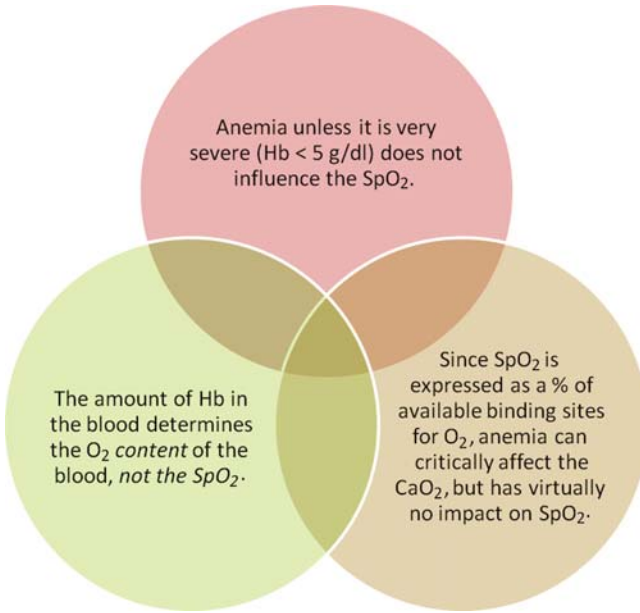 Anemia unless it is very
severe (Hb < 5 g/dl) does not
influence the SpO₂.
The amount of Hb in
the blood determines
the O₂ content of the
blood, not the SpO₂.
Since SpO₂ is
expressed as a % of
available binding sites
for O₂, anemia can
critically affect the
CaO₂, but has virtually
no impact on SpO₂.